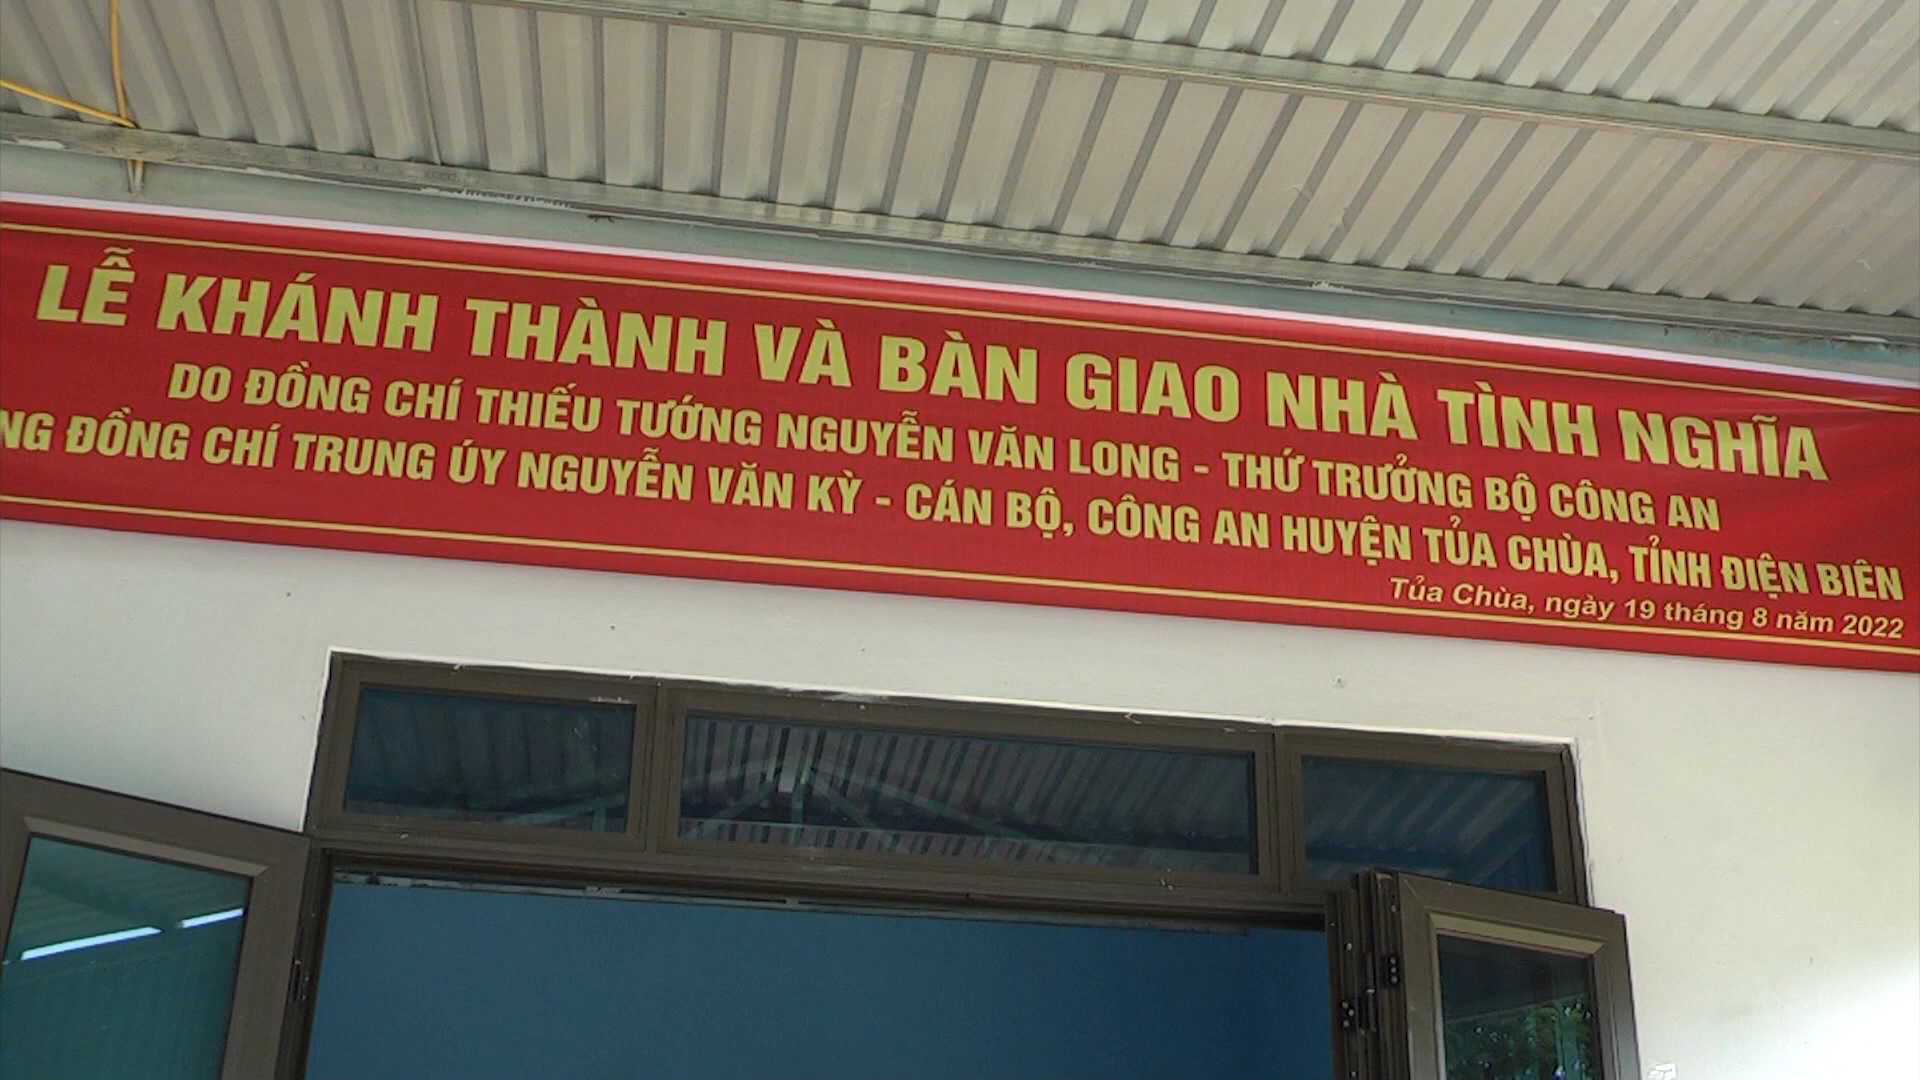 LỄ KHÁNH THÀNH VÀ BÀN GIAO NHÀ TÌNH NGHĨA
DO ĐỒNG CHÍ THIẾU TƯỚNG NGUYỄN VĂN LONG - THỨ TRƯỞNG BỘ CÔNG AN
NG ĐỒNG CHÍ TRUNG ÚY NGUYỄN VĂN KỲ - CÁN BỘ, CÔNG AN HUYỆN TỦA CHÙA, TỈNH ĐIỆN BIÊN
Tủa Chùa, ngày 19 tháng 8 năm 2022